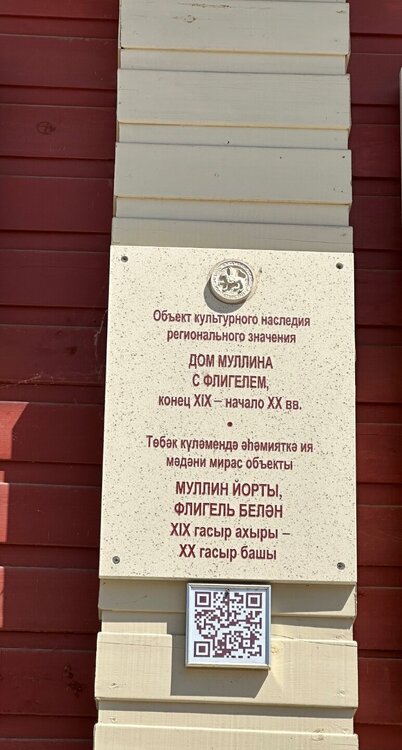 Объект культурного наследия
регионального значения
ДОМ МУЛЛИНА
С ФЛИГЕЛЕМ,
конец XIX – начало XX вв.
•
Төбәк күләмендә әһәмияткә ия
мәдәни мирас объекты
МУЛЛИН ЙОРТЫ,
ФЛИГЕЛЬ БЕЛӘН
XIX гасыр ахыры –
XX гасыр башы